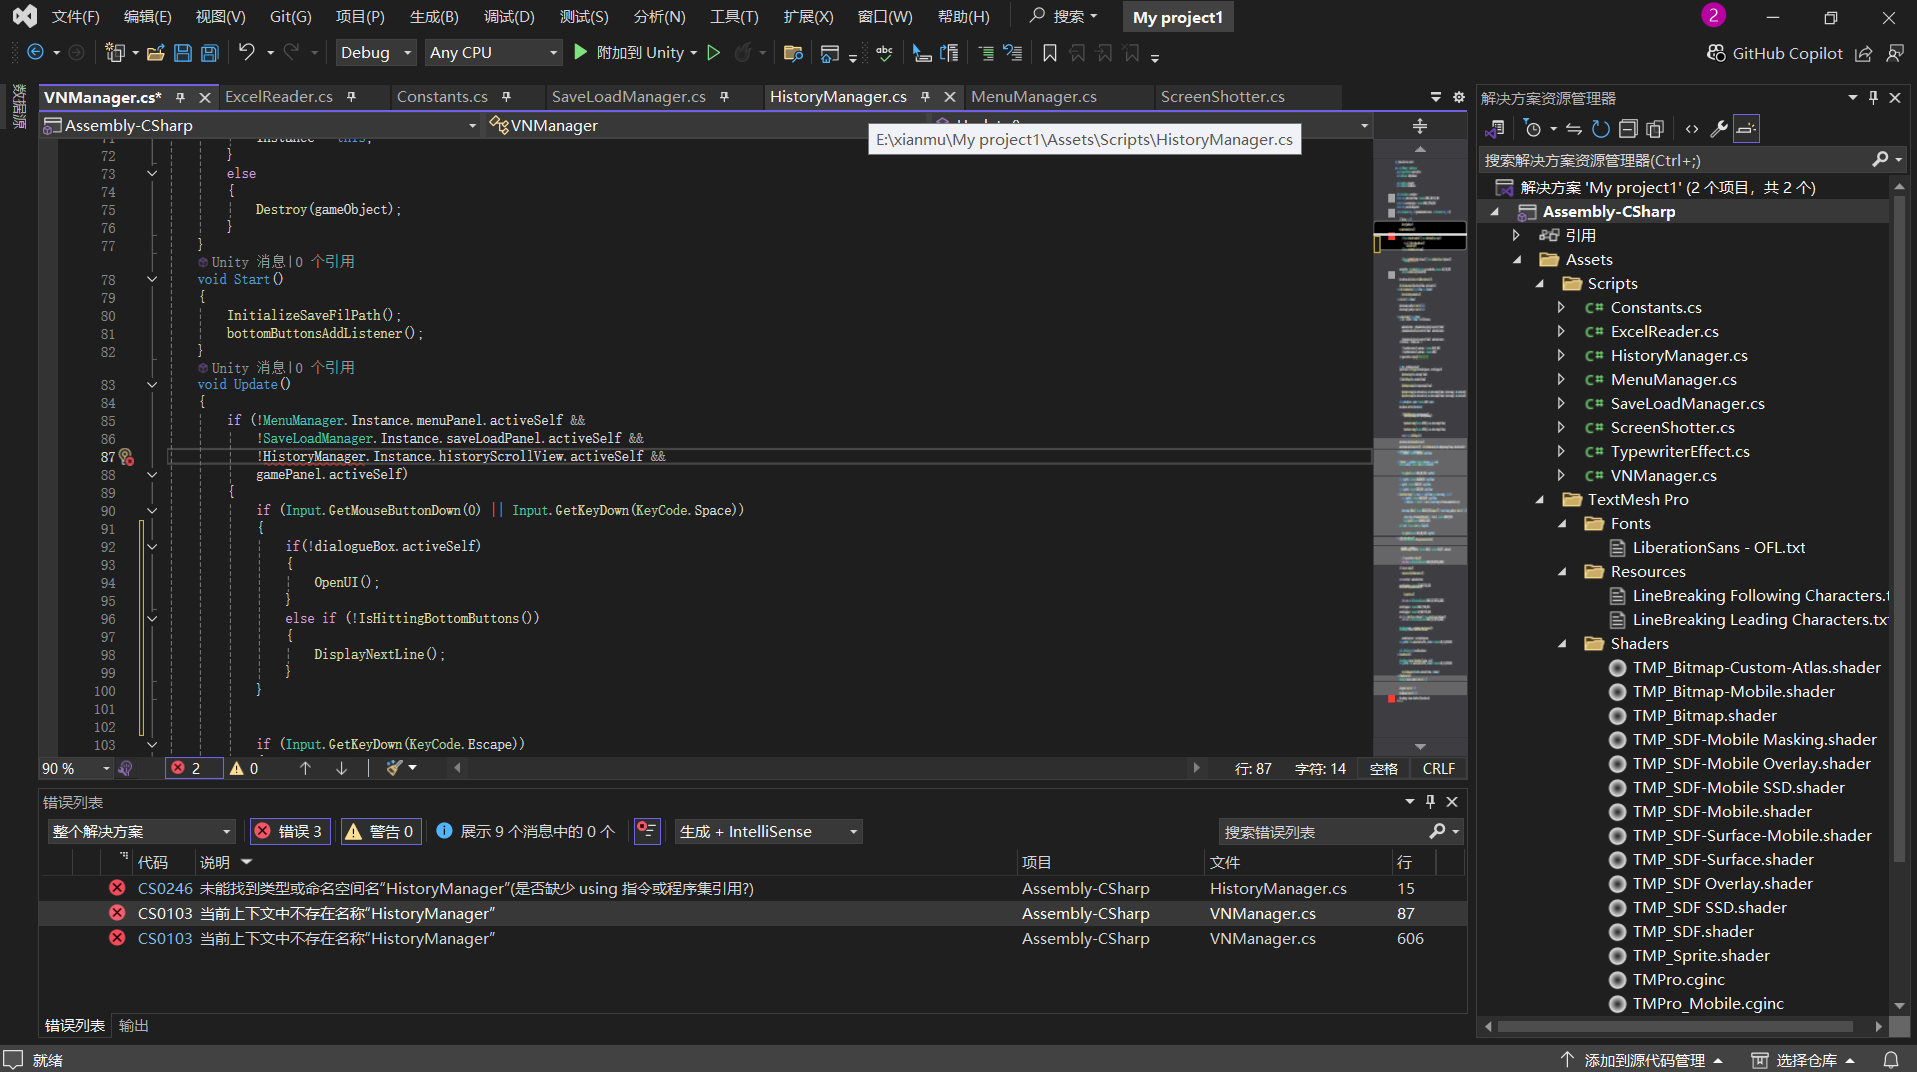 文件(F) 编辑(E) 视图(V) Git(G) 项目(P) 生成(B) 调试(D) 测试(S) 分析(N) 工具(T) 扩展(X) 窗口(W) 帮助(H) 搜索 My project1 2
Debug Any CPU 附加到 Unity abc GitHub Copilot
数据源
VNManager.cs* ExcelReader.cs Constants.cs SaveLoadManager.cs HistoryManager.cs MenuManager.cs ScreenShotter.cs
Assembly-CSharp VNManager
E:\xianmu\My project1\Assets\Scripts\HistoryManager.cs
72 }
73 else
74 {
75 Destroy(gameObject);
76 }
77 }
Unity 消息|0 个引用
78 void Start()
79 {
80 InitializeSaveFilPath();
81 bottomButtonsAddListener();
82 }
Unity 消息|0 个引用
83 void Update()
84 {
85 if (!MenuManager.Instance.menuPanel.activeSelf &&
86 !SaveLoadManager.Instance.saveLoadPanel.activeSelf &&
87 !HistoryManager.Instance.historyScrollView.activeSelf &&
88 gamePanel.activeSelf)
89 {
90 if (Input.GetMouseButtonDown(0) || Input.GetKeyDown(KeyCode.Space))
91 {
92 if(!dialogueBox.activeSelf)
93 {
94 OpenUI();
95 }
96 else if (!IsHittingBottomButtons())
97 {
98 DisplayNextLine();
99 }
100 }
101
102
103 if (Input.GetKeyDown(KeyCode.Escape))
90 % 2 0 行: 87 字符: 14 空格 CRLF
错误列表
整个解决方案 错误 3 警告 0 展示 9 个消息中的 0 个 生成 + IntelliSense 搜索错误列表
代码 说明 项目 文件 行
CS0246 未能找到类型或命名空间名“HistoryManager”(是否缺少 using 指令或程序集引用?) Assembly-CSharp HistoryManager.cs 15
CS0103 当前上下文中不存在名称“HistoryManager” Assembly-CSharp VNManager.cs 87
CS0103 当前上下文中不存在名称“HistoryManager” Assembly-CSharp VNManager.cs 606
错误列表 输出
就绪 添加到源代码管理 选择仓库
解决方案资源管理器
搜索解决方案资源管理器(Ctrl+;)
解决方案 'My project1' (2 个项目，共 2 个)
Assembly-CSharp
引用
Assets
Scripts
C# Constants.cs
C# ExcelReader.cs
C# HistoryManager.cs
C# MenuManager.cs
C# SaveLoadManager.cs
C# ScreenShotter.cs
C# TypewriterEffect.cs
C# VNManager.cs
TextMesh Pro
Fonts
LiberationSans - OFL.txt
Resources
LineBreaking Following Characters.t
LineBreaking Leading Characters.tx
Shaders
TMP_Bitmap-Custom-Atlas.shader
TMP_Bitmap-Mobile.shader
TMP_Bitmap.shader
TMP_SDF-Mobile Masking.shader
TMP_SDF-Mobile Overlay.shader
TMP_SDF-Mobile SSD.shader
TMP_SDF-Mobile.shader
TMP_SDF-Surface-Mobile.shader
TMP_SDF-Surface.shader
TMP_SDF Overlay.shader
TMP_SDF SSD.shader
TMP_SDF.shader
TMP_Sprite.shader
TMPro.cginc
TMPro_Mobile.cginc